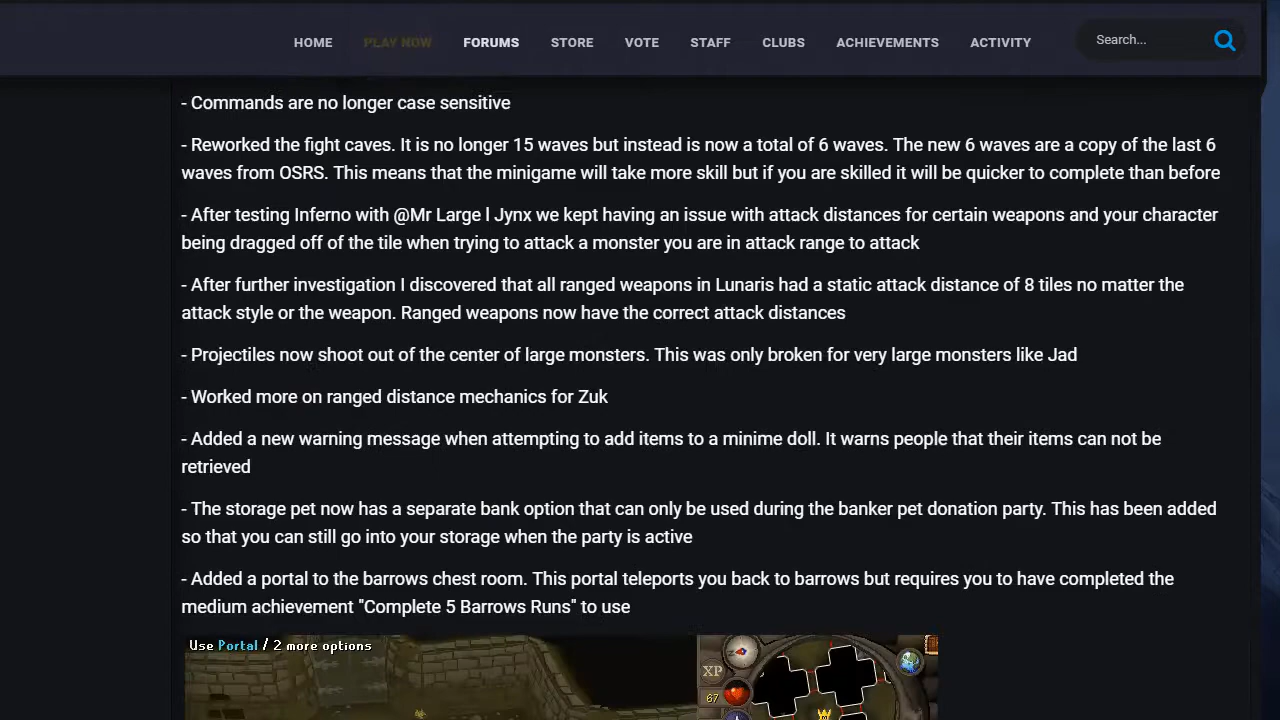 HOME PLAY NOW FORUMS STORE VOTE STAFF CLUBS ACHIEVEMENTS ACTIVITY Search...
- Commands are no longer case sensitive
- Reworked the fight caves. It is no longer 15 waves but instead is now a total of 6 waves. The new 6 waves are a copy of the last 6
waves from OSRS. This means that the minigame will take more skill but if you are skilled it will be quicker to complete than before
- After testing Inferno with @Mr Large l Jynx we kept having an issue with attack distances for certain weapons and your character
being dragged off of the tile when trying to attack a monster you are in attack range to attack
- After further investigation I discovered that all ranged weapons in Lunaris had a static attack distance of 8 tiles no matter the
attack style or the weapon. Ranged weapons now have the correct attack distances
- Projectiles now shoot out of the center of large monsters. This was only broken for very large monsters like Jad
- Worked more on ranged distance mechanics for Zuk
- Added a new warning message when attempting to add items to a minime doll. It warns people that their items can not be
retrieved
- The storage pet now has a separate bank option that can only be used during the banker pet donation party. This has been added
so that you can still go into your storage when the party is active
- Added a portal to the barrows chest room. This portal teleports you back to barrows but requires you to have completed the
medium achievement "Complete 5 Barrows Runs" to use
Use Portal / 2 more options
XP
67